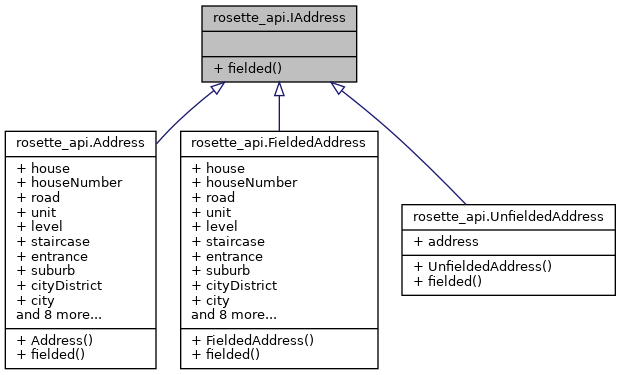 rosette_api.IAddress
+ fielded()
rosette_api.Address
+ house
+ houseNumber
+ road
+ unit
+ level
+ staircase
+ entrance
+ suburb
+ cityDistrict
+ city
and 8 more...
+ Address()
+ fielded()
rosette_api.FieldedAddress
+ house
+ houseNumber
+ road
+ unit
+ level
+ staircase
+ entrance
+ suburb
+ cityDistrict
+ city
and 8 more...
+ FieldedAddress()
+ fielded()
rosette_api.UnfieldedAddress
+ address
+ UnfieldedAddress()
+ fielded()